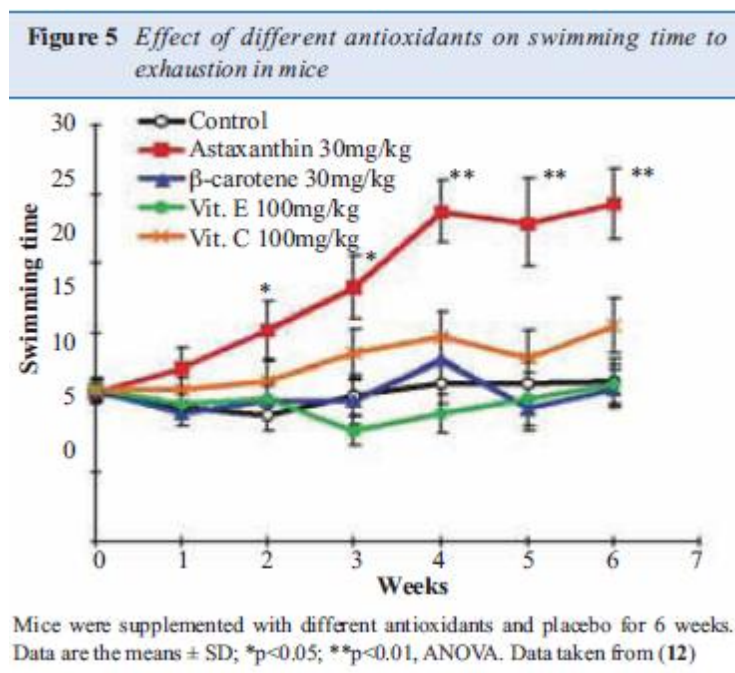 Figure 5 Effect of different antioxidants on swimming time to
exhaustion in mice
30
25
20
15
10
5
0
Swimming time
Control
Astaxanthin 30mg/kg
β-carotene 30mg/kg
Vit. E 100mg/kg
Vit. C 100mg/kg
*
*
**
**
**
0 1 2 3 4 5 6 7
Weeks
Mice were supplemented with different antioxidants and placebo for 6 weeks.
Data are the means ± SD; *p<0.05; **p<0.01, ANOVA. Data taken from (12)